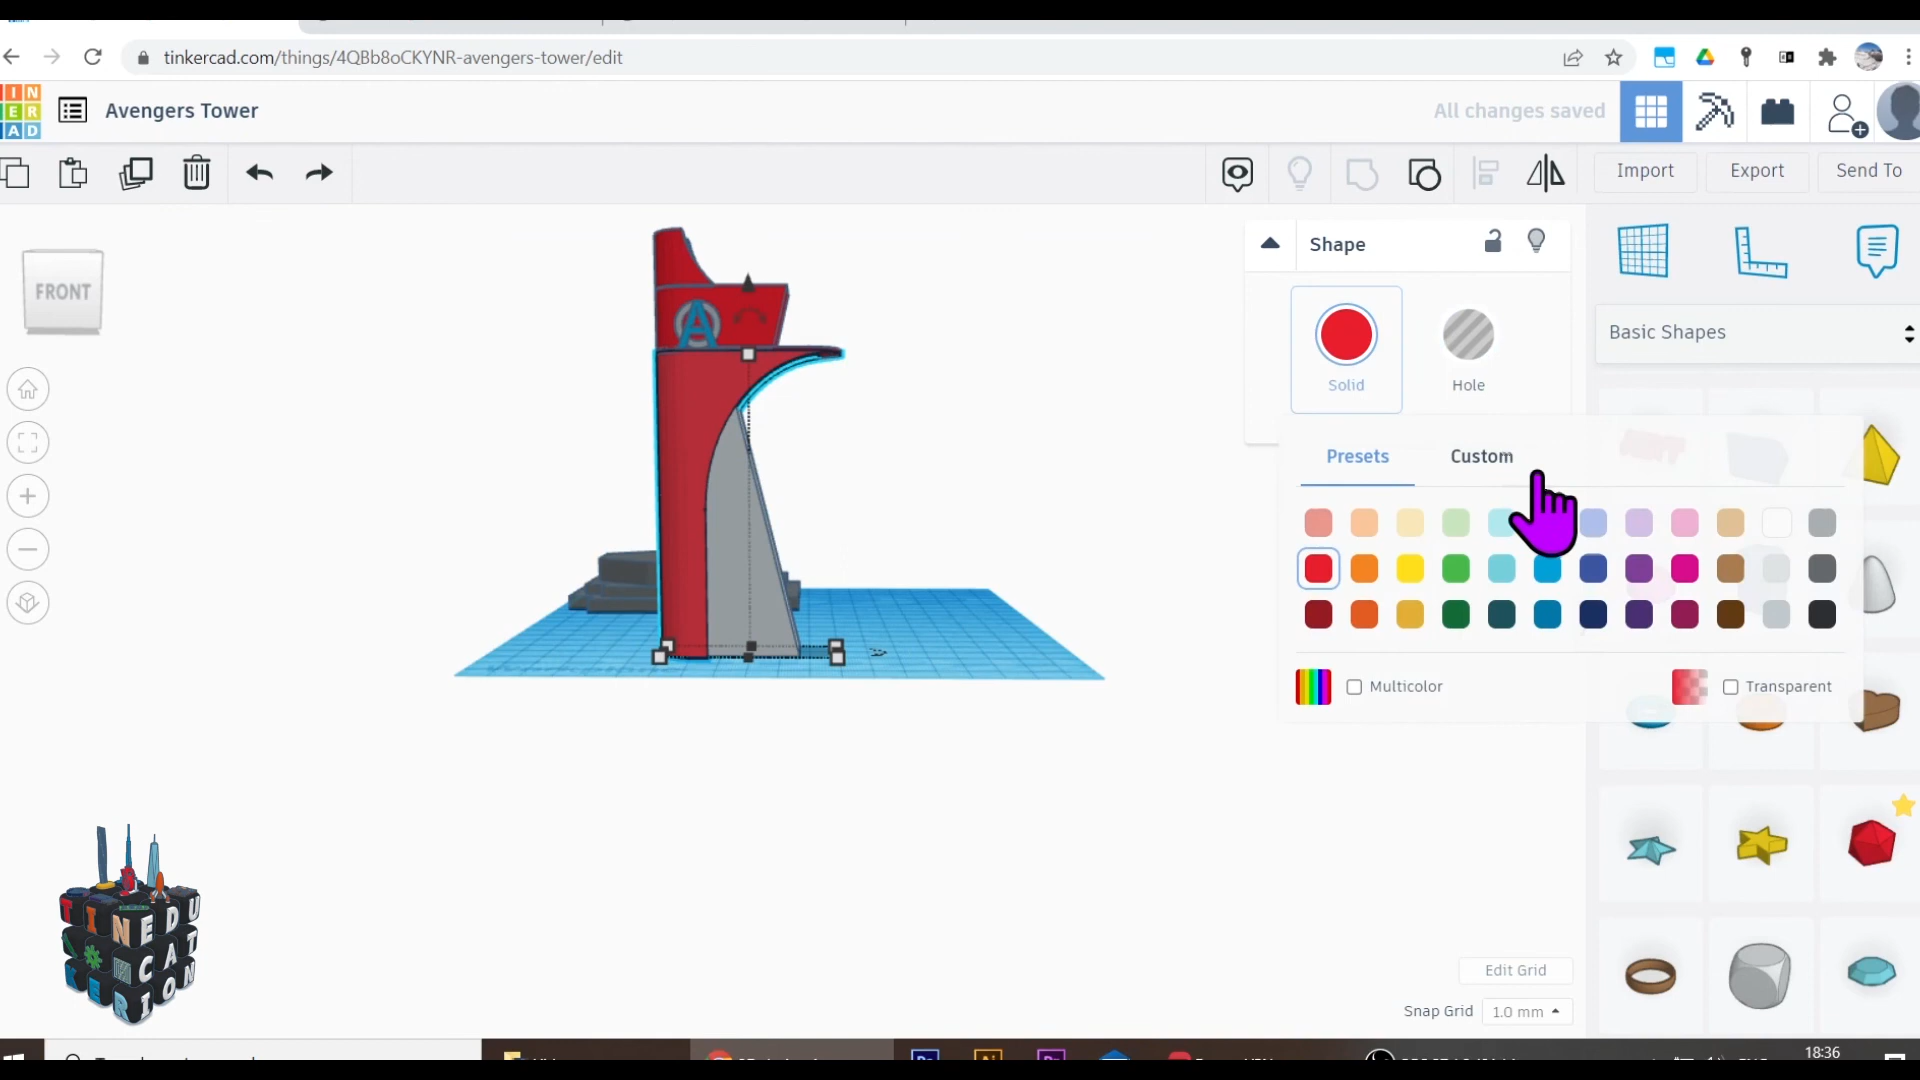 tinkercad.com/things/4QBb8oCKYNR-avengers-tower/edit
TIN
KER
CAD
Avengers Tower
All changes saved
Import
Export
Send To
FRONT
A
Shape
Solid
Hole
Basic Shapes
Presets
Custom
Multicolor
Transparent
TINKER
EDUCATION
Edit Grid
Snap Grid
1.0 mm
18:36